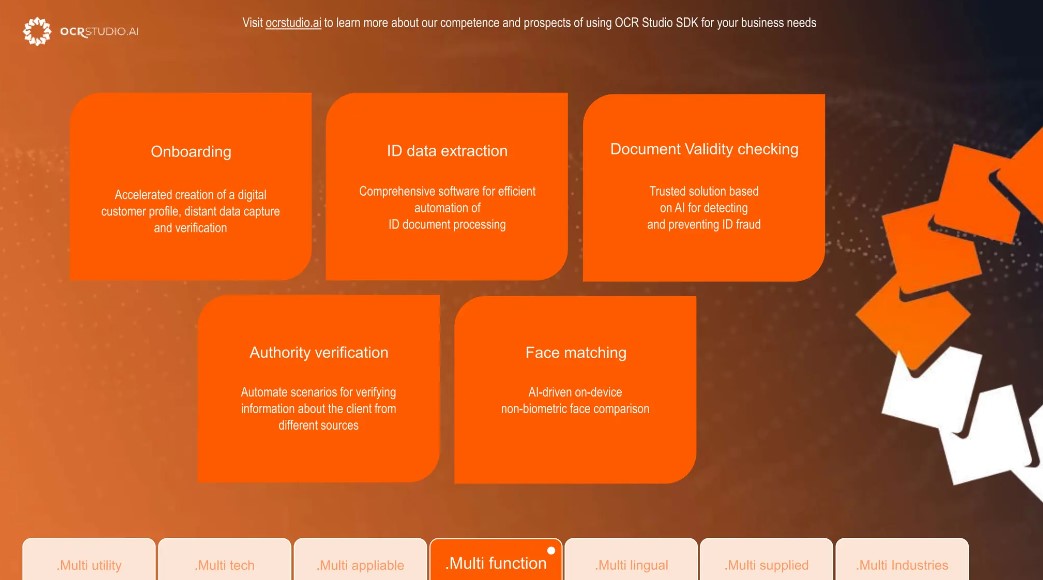 Visit ocrstudio.ai to learn more about our competence and prospects of using OCR Studio SDK for your business needs
OCRSTUDIO.AI
Onboarding
Accelerated creation of a digital
customer profile, distant data capture
and verification
ID data extraction
Comprehensive software for efficient
automation of
ID document processing
Document Validity checking
Trusted solution based
on AI for detecting
and preventing ID fraud
Authority verification
Automate scenarios for verifying
information about the client from
different sources
Face matching
AI-driven on-device
non-biometric face comparison
.Multi utility
.Multi tech
.Multi appliable
.Multi function
.Multi lingual
.Multi supplied
.Multi Industries